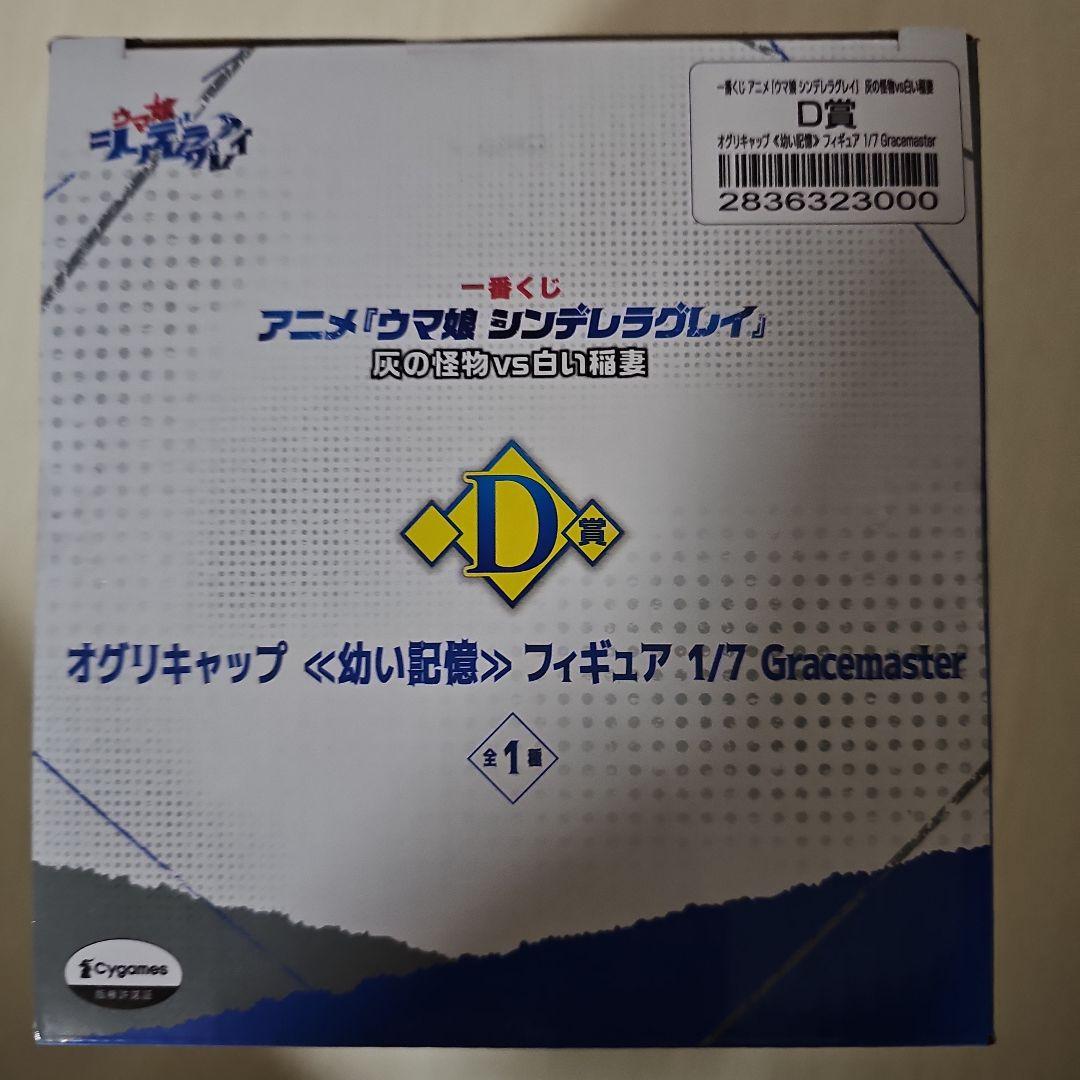 ウマ娘
シンデレラグレイ
一番くじ アニメ『ウマ娘 シンデレラグレイ』 灰の怪物vs白い稲妻
D賞
オグリキャップ≪幼い記憶≫フィギュア 1/7 Gracemaster
2836323000
一番くじ
アニメ『ウマ娘 シンデレラグレイ』
灰の怪物vs白い稲妻
D賞
オグリキャップ ≪幼い記憶≫ フィギュア 1/7 Gracemaster
全1種
Cygames
版権許諾証